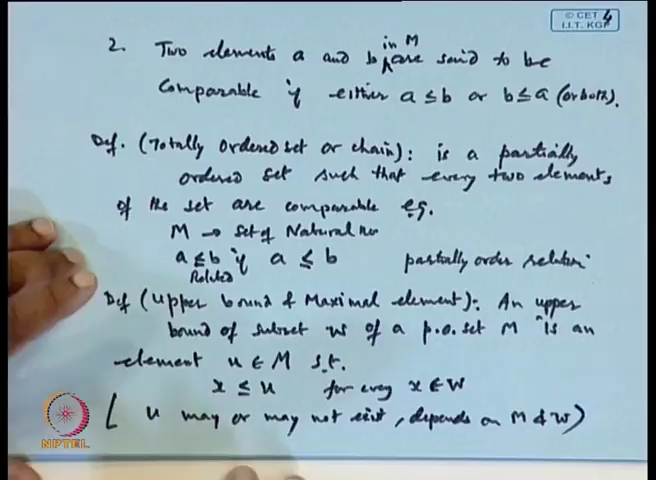 © CET 4
I.I.T. KGP
2. Two elements a and b in M are said to be
Comparable if either a ≤ b or b ≤ a (or both).
Def. (Totally ordered set or chain): is a partially
ordered set such that every two elements
of the set are comparable eg.
M → Set of Natural no
a ≤ b if a ≤ b partially order relation
Related
Def (Upper bound & Maximal element): An upper
bound of subset W of a p.o. set M is an
element u ∈ M s.t.
x ≤ u for every x ∈ W
[ u may or may not exist, depends on M & W)
NPTEL